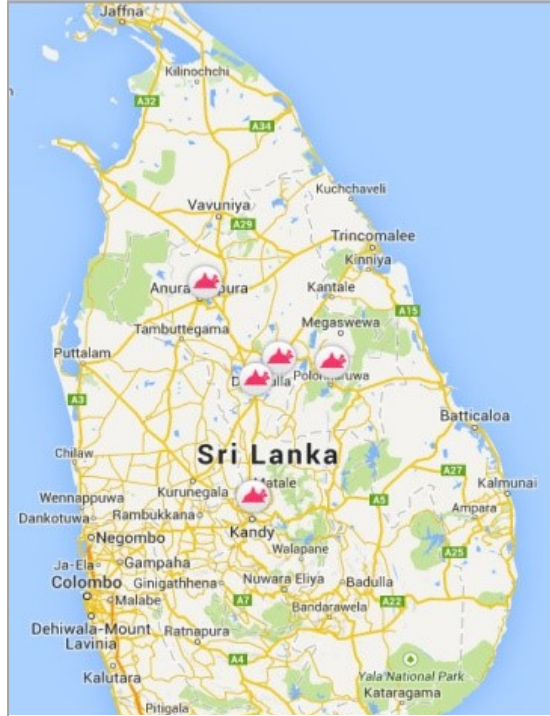 Jaffna
Kilinochchi
A32
A34
Kuchchaveli
Vavuniya
A29
Trincomalee
Kinniya
Kantale
A15
Tambuttegama
Megaswewa
Puttalam
A3
Batticaloa
Chilaw
Sri Lanka
A27
Kalmunai
Wennappuwa
Kurunegala
A5
Ampara
Dankotuwa
Rambukkana
Kandy
Negombo
Walapane
A25
Ja-Ela
Gampaha
Colombo
Ginigathhena
Nuwara Eliya
Badulla
Malabe
A7
A22
Bandarawela
Dehiwala-Mount
Lavinia
Ratnapura
A4
Kalutara
Yala National Park
Kataragama
Pitigala